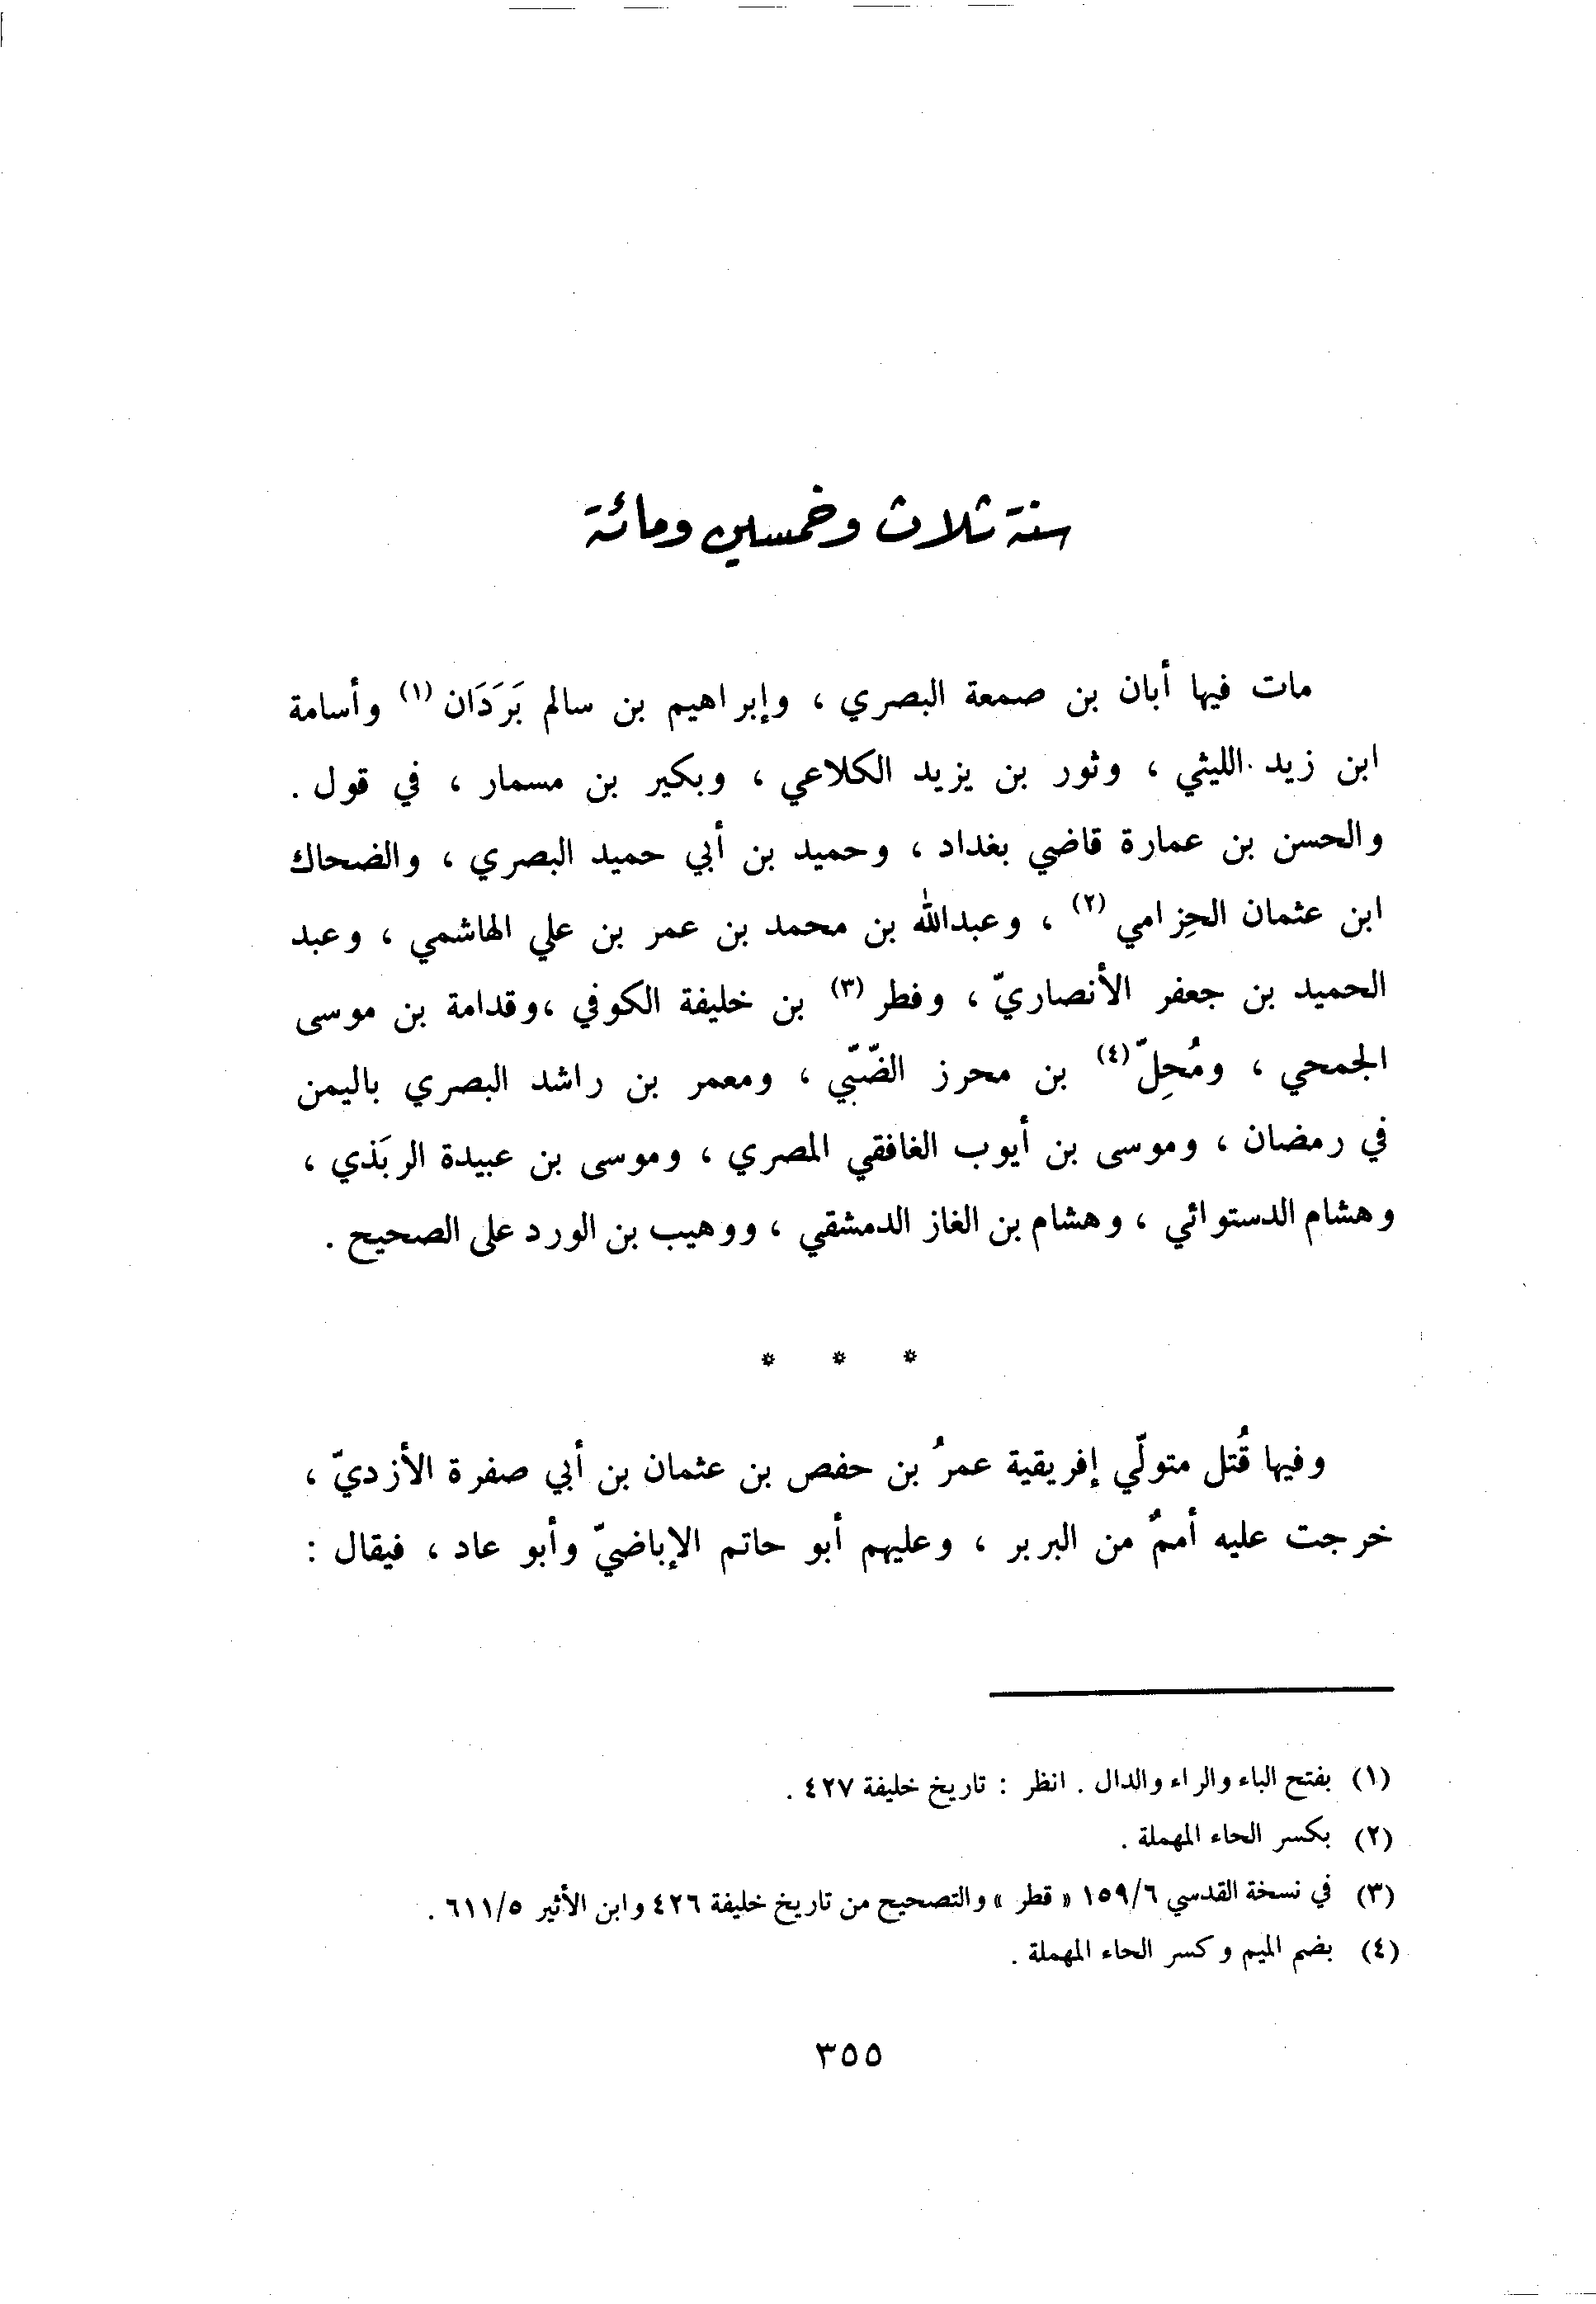 سنة ثلاث وخمسين ومائة
مات فيها أبان بن صمعة البصري ، وإبراهيم بن سالم بَرَدَان (١) وأسامة
ابن زيد الليثي ، وثور بن يزيد الكلاعي ، وبكير بن مسمار ، في قول .
والحسن بن عمارة قاضي بغداد ، وحميد بن أبي حميد البصري ، والضحاك
ابن عثمان الحِزامي (٢) ، وعبدالله بن محمد بن عمر بن علي الهاشمي ، وعبد
الحميد بن جعفر الأنصاريّ ، وفطر (٣) بن خليفة الكوفي ،وقدامة بن موسى
الجمحي ، ومُحِلّ (٤) بن محرز الضّبّي ، ومعمر بن راشد البصري باليمن
في رمضان ، وموسى بن أيوب الغافقي المصري ، وموسى بن عبيدة الربَذي ،
وهشام الدستوائي ، وهشام بن الغاز الدمشقي ، ووهيب بن الورد على الصحيح .
* * *
وفيها قُتل متولّي إفريقية عمرُ بن حفص بن عثمان بن أبي صفرة الأزديّ ،
خرجت عليه أممٌ من البربر ، وعليهم أبو حاتم الإباضيّ وأبو عاد ، فيقال :
(١) بفتح الباء والراء والدال . انظر : تاريخ خليفة ٤٢٧ .
(٢) بكسر الحاء المهملة .
(٣) في نسخة القدسي ١٥٩/٦ « قطر » والتصحيح من تاريخ خليفة ٤٢٦ وابن الأثير ٦١١/٥ .
(٤) بضم الميم وكسر الحاء المهملة .
٣٥٥